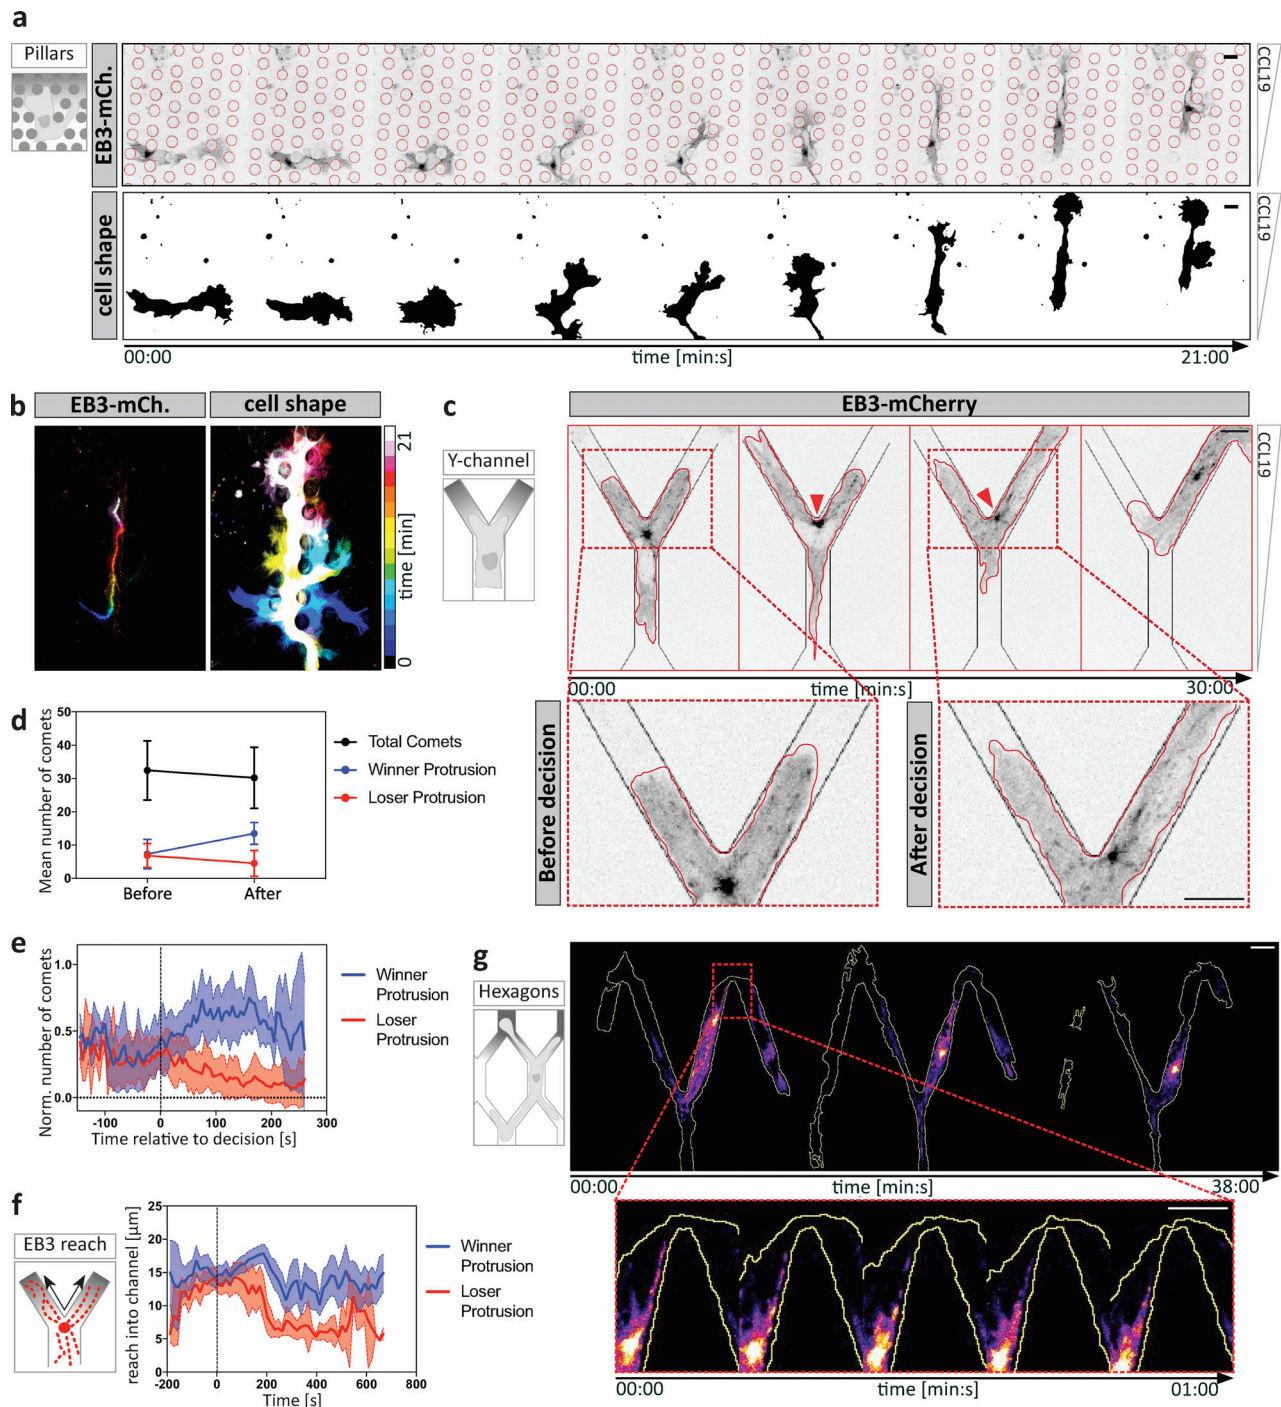 a
Pillars
EB3-mCh.
CCL19
cell shape
CCL19
00:00
time [min:s]
21:00
b
EB3-mCh.
cell shape
21
time [min]
0
c
EB3-mCherry
Y-channel
CCL19
00:00
time [min:s]
30:00
Before decision
After decision
d
Mean number of comets
50
40
30
20
10
0
Before
After
Total Comets
Winner Protrusion
Loser Protrusion
e
Norm. number of comets
1.0
0.5
0.0
-100
0
100
200
300
Time relative to decision [s]
Winner
Protrusion
Loser
Protrusion
f
EB3 reach
reach into channel [µm]
25
20
15
10
5
0
-200
0
200
400
600
800
Time [s]
Winner
Protrusion
Loser
Protrusion
g
Hexagons
00:00
time [min:s]
38:00
00:00
time [min:s]
01:00